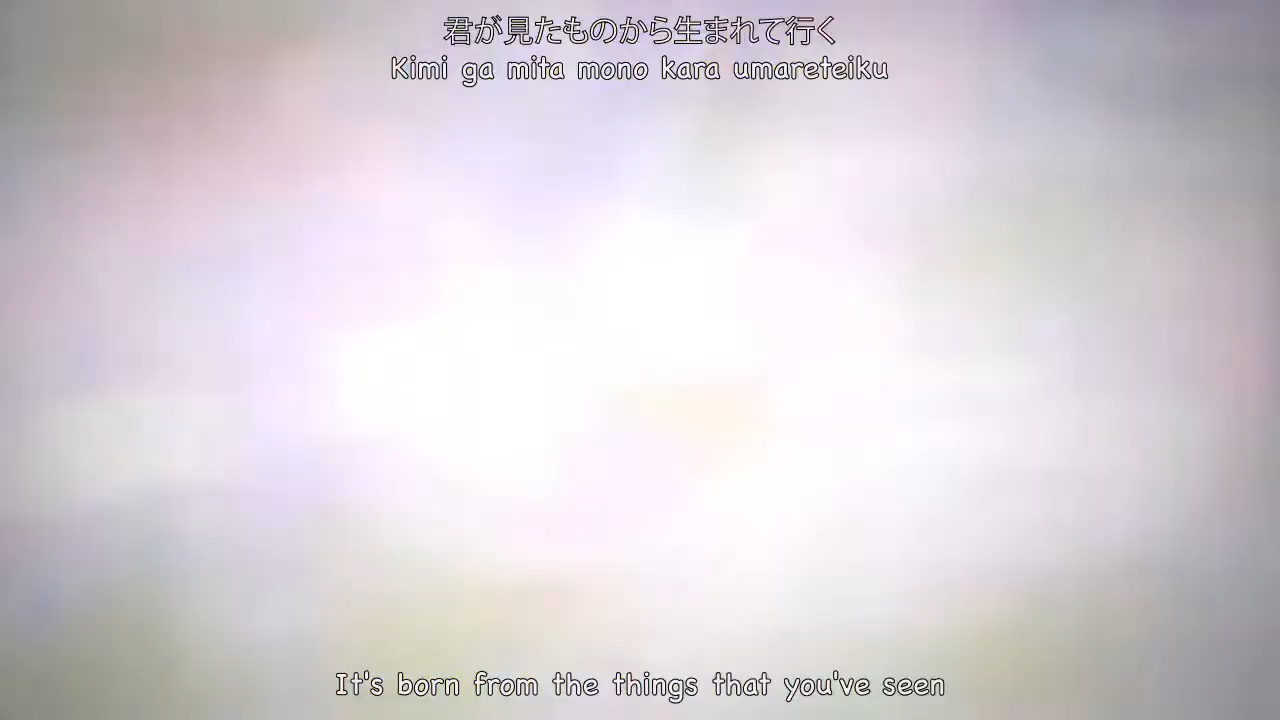 君が見たものから生まれて行く
Kimi ga mita mono kara umareteiku
It's born from the things that you've seen